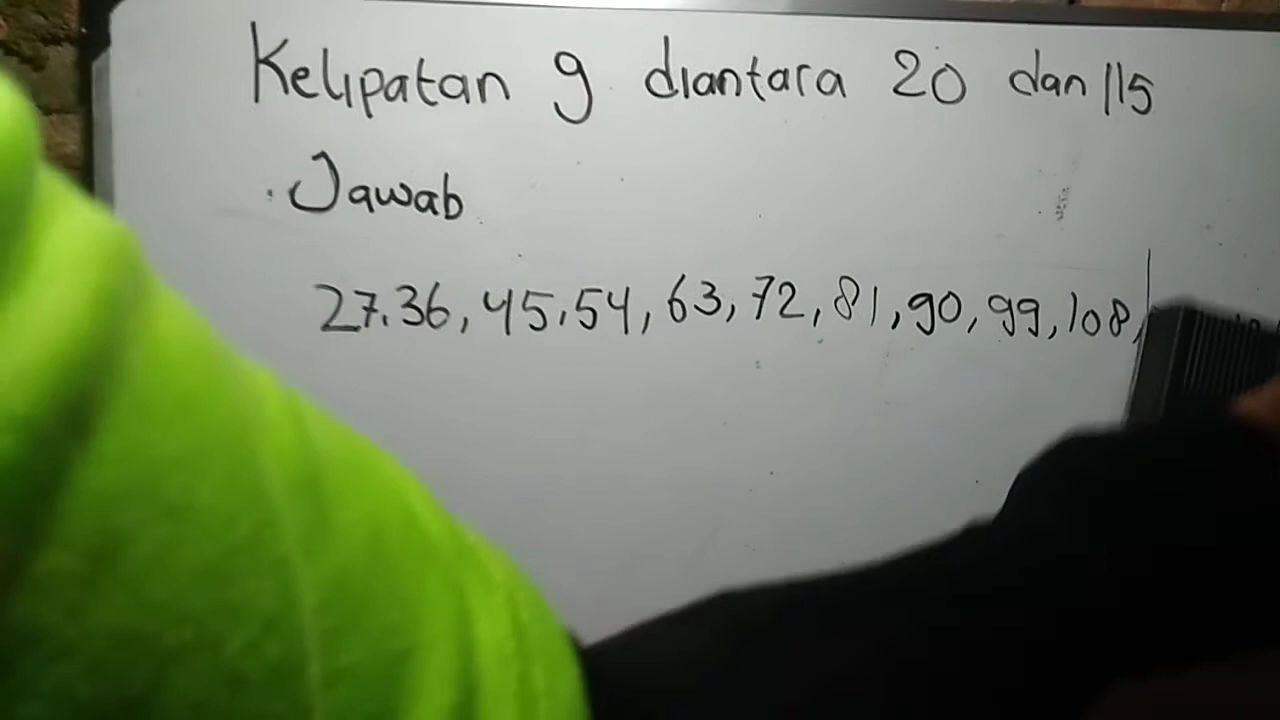 Kelipatan 9 diantara 20 dan 115
Jawab
27.36, 45.54, 63, 72, 81, 90, 99, 108,